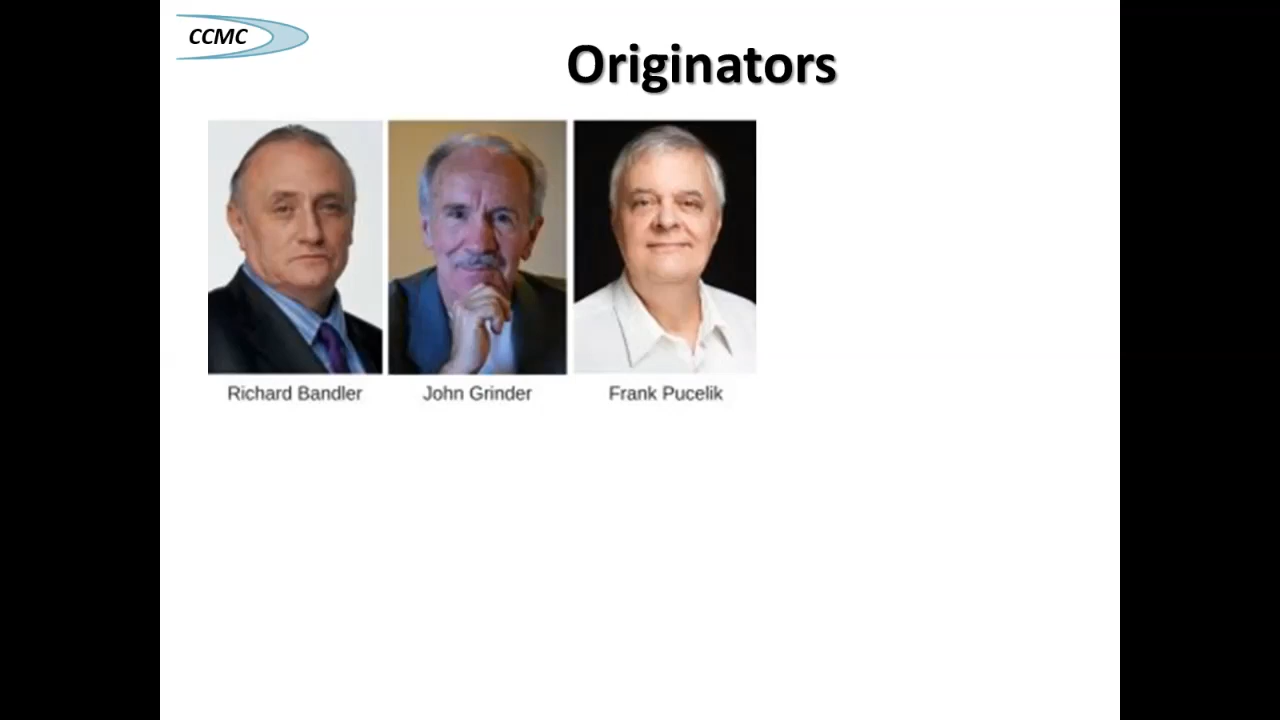 CCMC
Originators
Richard Bandler
John Grinder
Frank Pucelik